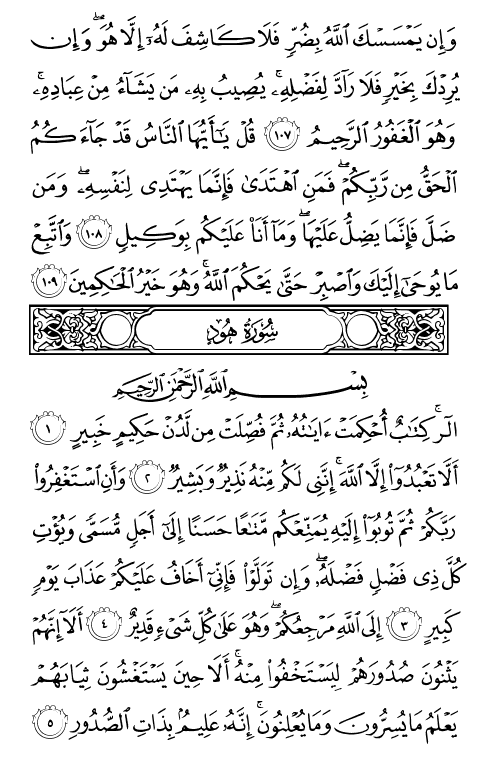 وَإِن يَمْسَسْكَ ٱللَّهُ بِضُرٍّ فَلَا كَاشِفَ لَهُۥٓ إِلَّا هُوَ ۖ وَإِن
يُرِدْكَ بِخَيْرٍ فَلَا رَآدَّ لِفَضْلِهِۦ ۚ يُصِيبُ بِهِۦ مَن يَشَآءُ مِنْ عِبَادِهِۦ ۚ
وَهُوَ ٱلْغَفُورُ ٱلرَّحِيمُ ١٠٧ قُلْ يَٰٓأَيُّهَا ٱلنَّاسُ قَدْ جَآءَكُمُ
ٱلْحَقُّ مِن رَّبِّكُمْ ۖ فَمَنِ ٱهْتَدَىٰ فَإِنَّمَا يَهْتَدِى لِنَفْسِهِۦ ۖ وَمَن
ضَلَّ فَإِنَّمَا يَضِلُّ عَلَيْهَا ۖ وَمَآ أَنَا۠ عَلَيْكُم بِوَكِيلٍ ١٠٨ وَٱتَّبِعْ
مَا يُوحَىٰٓ إِلَيْكَ وَٱصْبِرْ حَتَّىٰ يَحْكُمَ ٱللَّهُ ۚ وَهُوَ خَيْرُ ٱلْحَٰكِمِينَ ١٠٩
سُورَةُ هُودٍ
بِسْمِ ٱللَّهِ ٱلرَّحْمَٰنِ ٱلرَّحِيمِ
الٓر ۚ كِتَٰبٌ أُحْكِمَتْ ءَايَٰتُهُۥ ثُمَّ فُصِّلَتْ مِن لَّدُنْ حَكِيمٍ خَبِيرٍ ١
أَلَّا تَعْبُدُوٓا۟ إِلَّا ٱللَّهَ ۚ إِنَّنِى لَكُم مِّنْهُ نَذِيرٌ وَبَشِيرٌ ٢ وَأَنِ ٱسْتَغْفِرُوا۟
رَبَّكُمْ ثُمَّ تُوبُوٓا۟ إِلَيْهِ يُمَتِّعْكُم مَّتَٰعًا حَسَنًا إِلَىٰٓ أَجَلٍ مُّسَمًّى وَيُؤْتِ
كُلَّ ذِى فَضْلٍ فَضْلَهُۥ ۖ وَإِن تَوَلَّوْا۟ فَإِنِّىٓ أَخَافُ عَلَيْكُمْ عَذَابَ يَوْمٍ
كَبِيرٍ ٣ إِلَى ٱللَّهِ مَرْجِعُكُمْ ۖ وَهُوَ عَلَىٰ كُلِّ شَىْءٍ قَدِيرٌ ٤ أَلَآ إِنَّهُمْ
يَثْنُونَ صُدُورَهُمْ لِيَسْتَخْفُوا۟ مِنْهُ ۚ أَلَا حِينَ يَسْتَغْشُونَ ثِيَابَهُمْ
يَعْلَمُ مَا يُسِرُّونَ وَمَا يُعْلِنُونَ ۚ إِنَّهُۥ عَلِيمٌۢ بِذَاتِ ٱلصُّدُورِ ٥